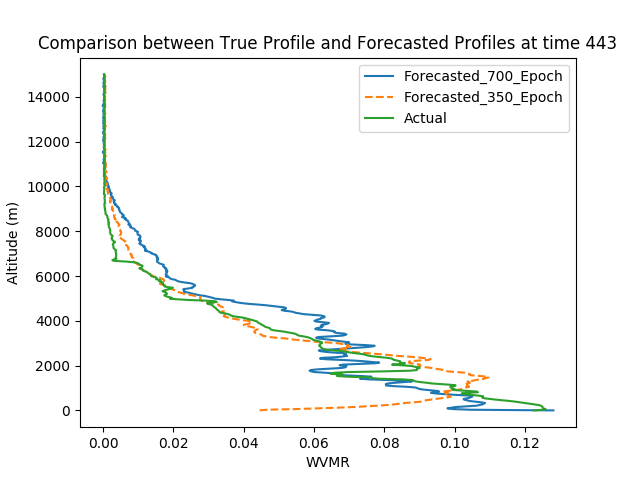 Comparison between True Profile and Forecasted Profiles at time 443
Forecasted_700_Epoch
Forecasted_350_Epoch
Actual
14000
12000
10000
8000
6000
4000
2000
0
Altitude (m)
0.00 0.02 0.04 0.06 0.08 0.10 0.12
WVMR